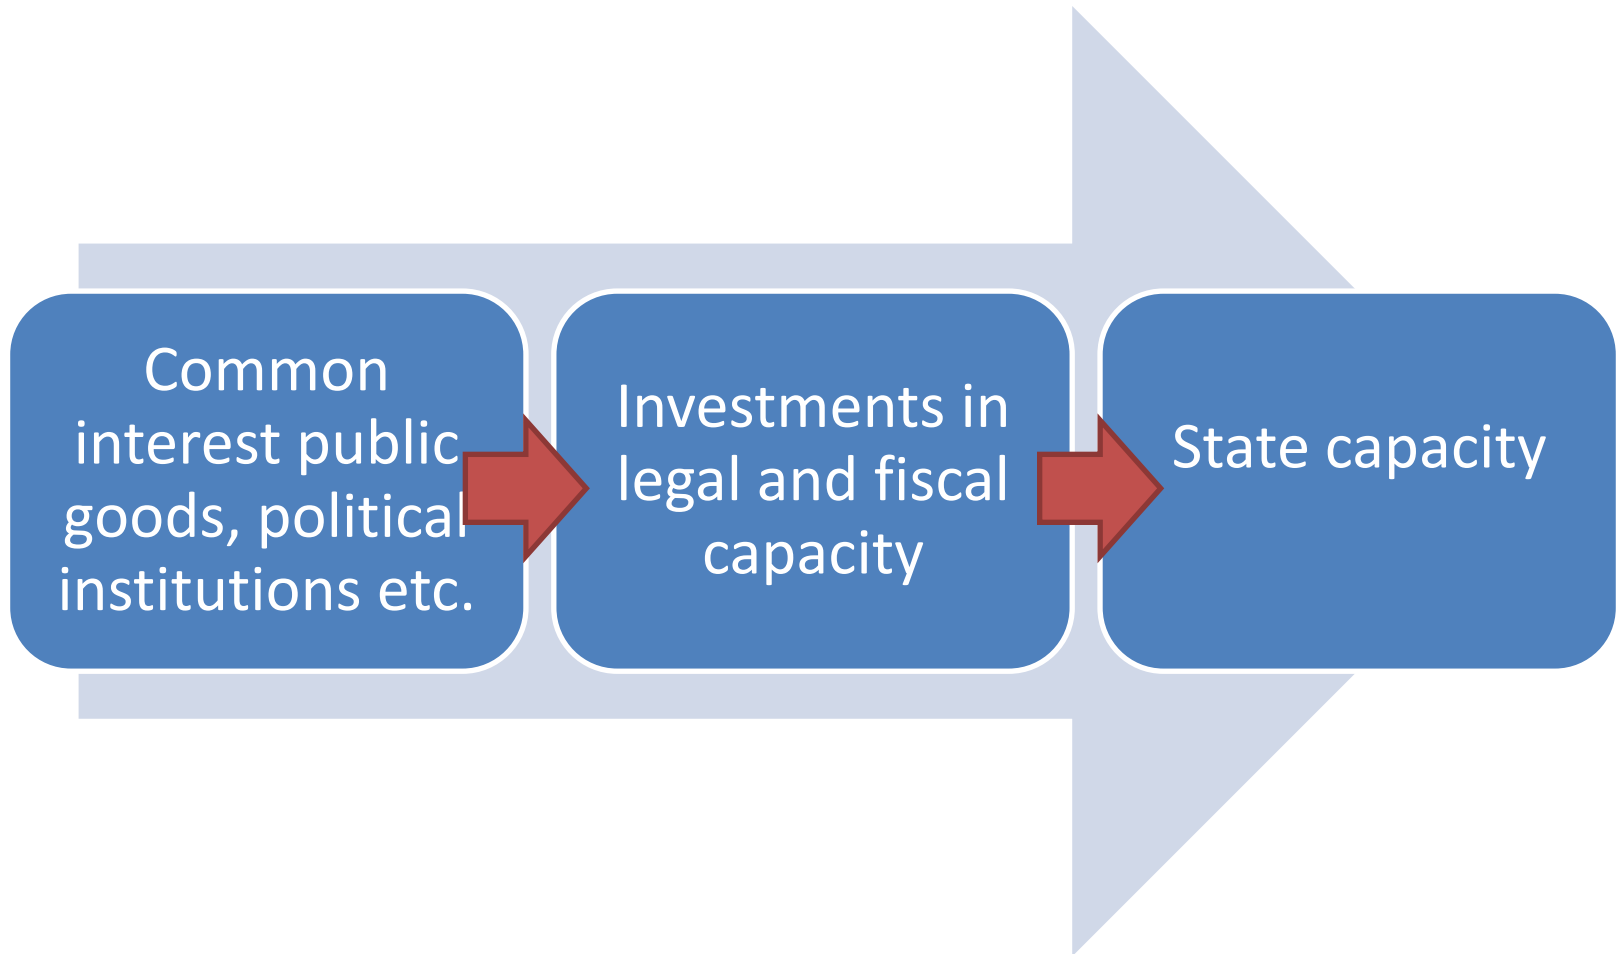 Common
interest public
goods, political
institutions etc.
Investments in
legal and fiscal
capacity
State capacity